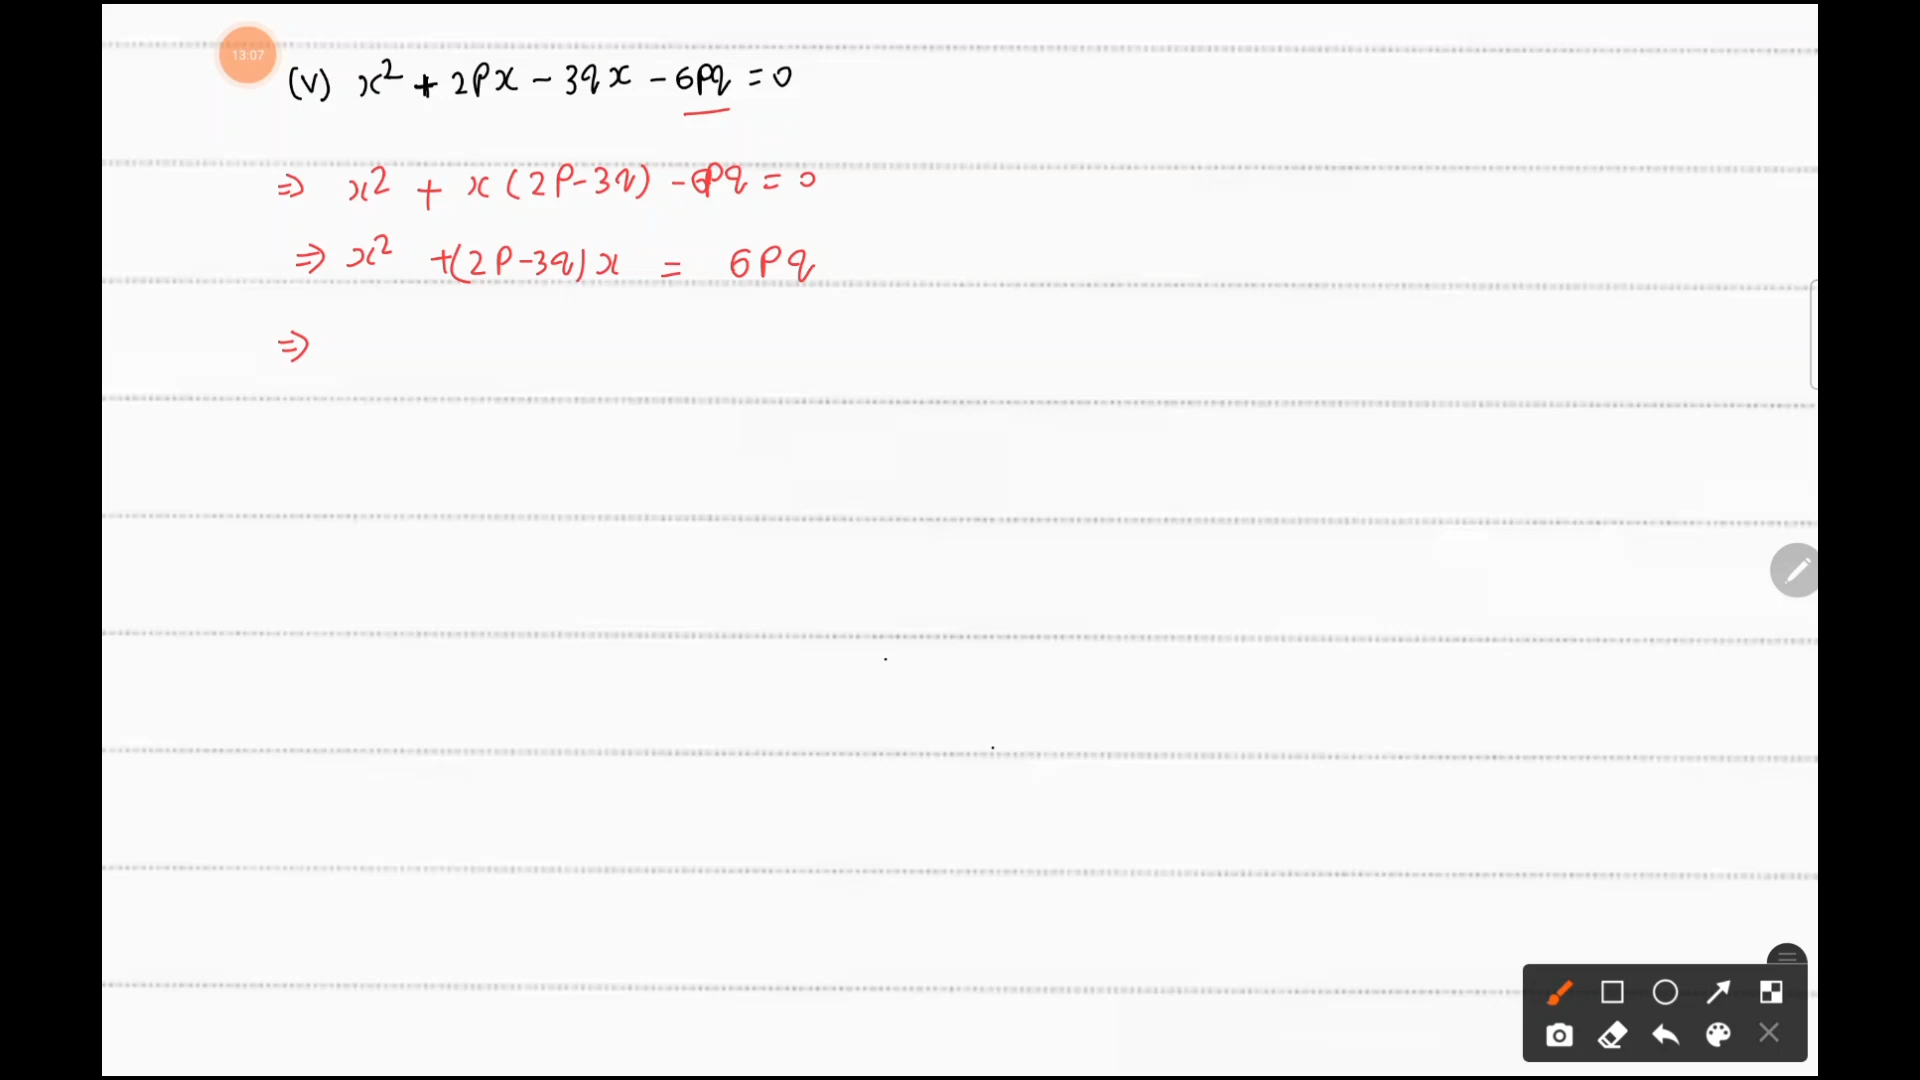 13:07
(v) x² + 2px - 3qx - 6pq = 0
⇒ x² + x(2p-3q) - 6pq = 0
⇒ x² +(2p-3q)x = 6pq
⇒